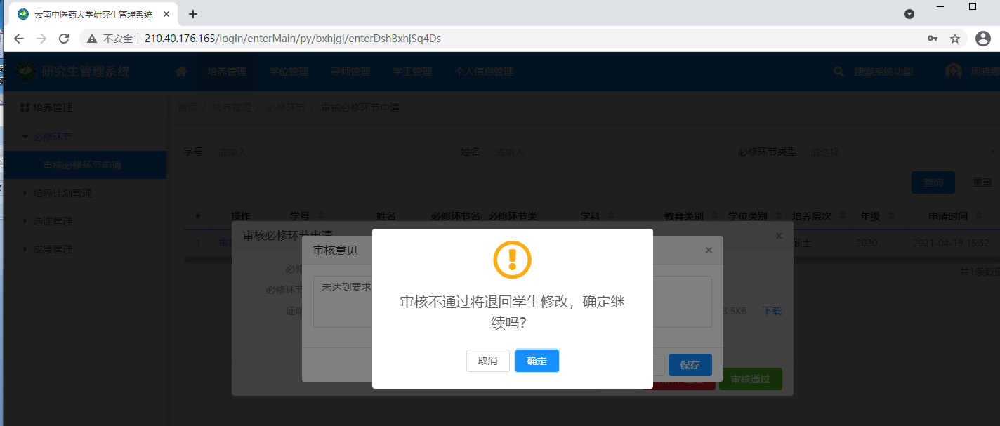 云南中医药大学研究生管理系统
不安全 210.40.176.165/login/enterMain/py/bxhjgl/enterDshBxhjSq4Ds
研究生管理系统 培养管理 学位管理 导师管理 学工管理 个人信息管理 搜索系统功能 周晓娜
培养管理 首页 / 培养管理 / 必修环节 / 审核必修环节申请
必修环节
学号 请输入 姓名 请输入 必修环节类型 请选择
审核必修环节申请
查询 重置
培养计划管理
# 操作 学号 姓名 必修环节名 必修环节类 学科 教育类别 学位类别 培养层次 年级 申请时间
选课管理
审核必修环节申请
1 审核 硕士 2020 2021-04-19 15:32
成绩管理
审核意见
必修
共1条数据
未达到要求
必修环节
审核不通过将退回学生修改，确定继
续吗？
证明 3.5KB 下载
取消 确定 保存
审核通过